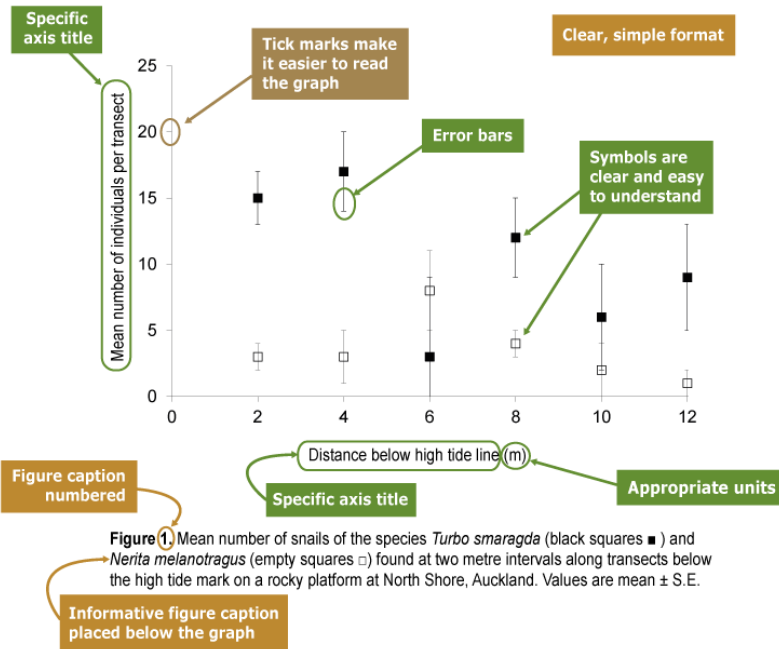 Specific
axis title
Tick marks make
it easier to read
the graph
Clear, simple format
Error bars
Symbols are
clear and easy
to understand
Mean number of individuals per transect
25
20
15
10
5
0
0 2 4 6 8 10 12
Distance below high tide line (m)
Figure caption
numbered
Specific axis title
Appropriate units
Figure 1. Mean number of snails of the species Turbo smaragda (black squares ■ ) and
Nerita melanotragus (empty squares □) found at two metre intervals along transects below
the high tide mark on a rocky platform at North Shore, Auckland. Values are mean ± S.E.
Informative figure caption
placed below the graph